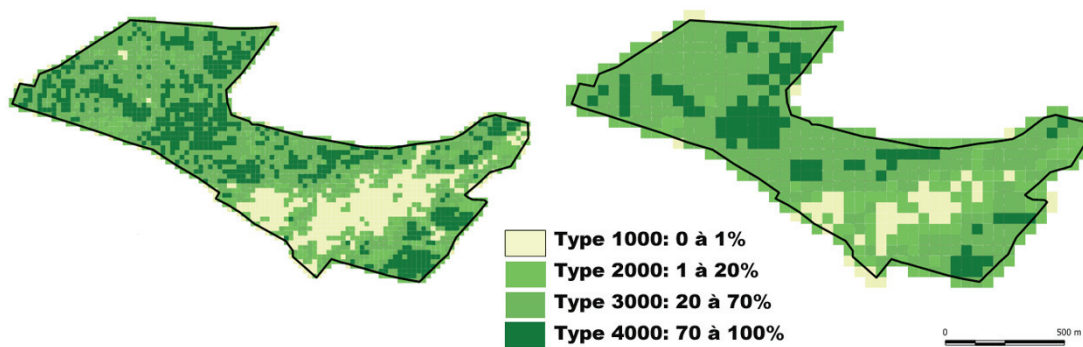 Type 1000: 0 à 1%
Type 2000: 1 à 20%
Type 3000: 20 à 70%
Type 4000: 70 à 100%
0 500 m